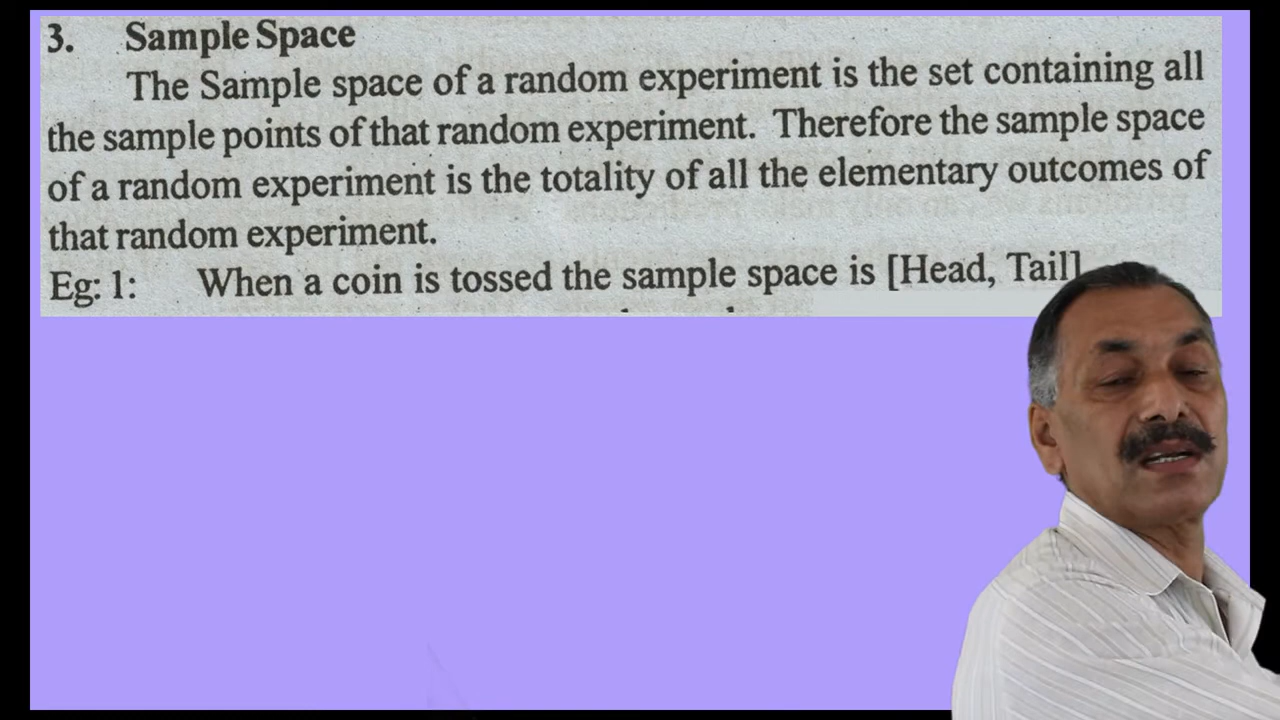 3. Sample Space
The Sample space of a random experiment is the set containing all
the sample points of that random experiment. Therefore the sample space
of a random experiment is the totality of all the elementary outcomes of
that random experiment.
Eg: 1: When a coin is tossed the sample space is [Head, Tail]